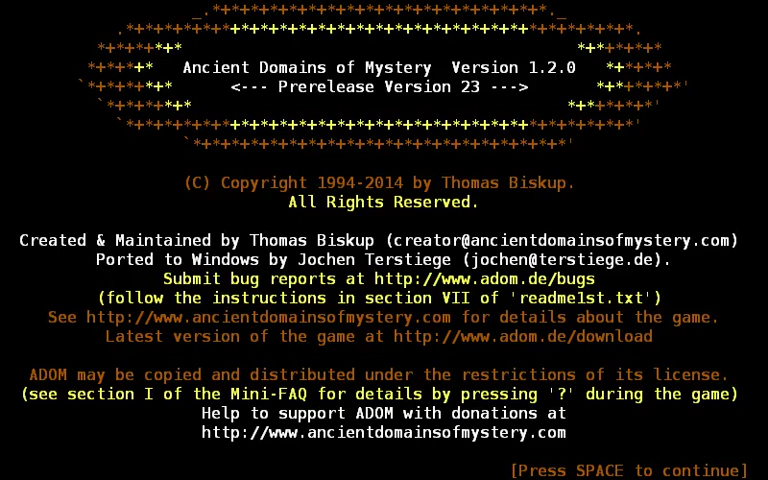 Ancient Domains of Mystery Version 1.2.0
<--- Prerelease Version 23 --->
(C) Copyright 1994-2014 by Thomas Biskup.
All Rights Reserved.
Created & Maintained by Thomas Biskup (creator@ancientdomainsofmystery.com)
Ported to Windows by Jochen Terstiege (jochen@terstiege.de).
Submit bug reports at http://www.adom.de/bugs
(follow the instructions in section VII of 'readme1st.txt')
See http://www.ancientdomainsofmystery.com for details about the game.
Latest version of the game at http://www.adom.de/download
ADOM may be copied and distributed under the restrictions of its license.
(see section I of the Mini-FAQ for details by pressing '?' during the game)
Help to support ADOM with donations at
http://www.ancientdomainsofmystery.com
[Press SPACE to continue]